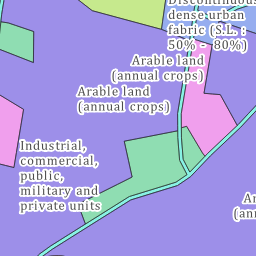 Discontinuous
dense urban
fabric (S.L. :
50% - 80%)
Arable land
(annual crops)
Arable land
(annual crops)
Industrial,
commercial,
public,
military and
private units